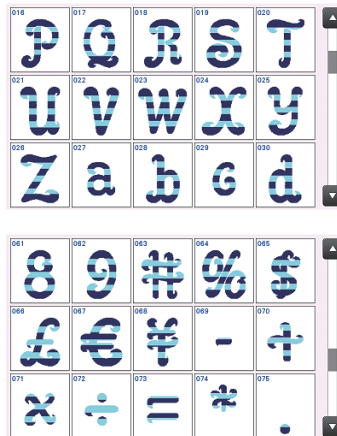 016 017 018 019 020
P Q R S T
021 022 023 024 025
U V W X y
026 027 028 029 030
Z a b c d
061 062 063 064 065
8 9 # % $
066 067 068 069 070
£ € ¥ - +
071 072 073 074 075
× ÷ = * .